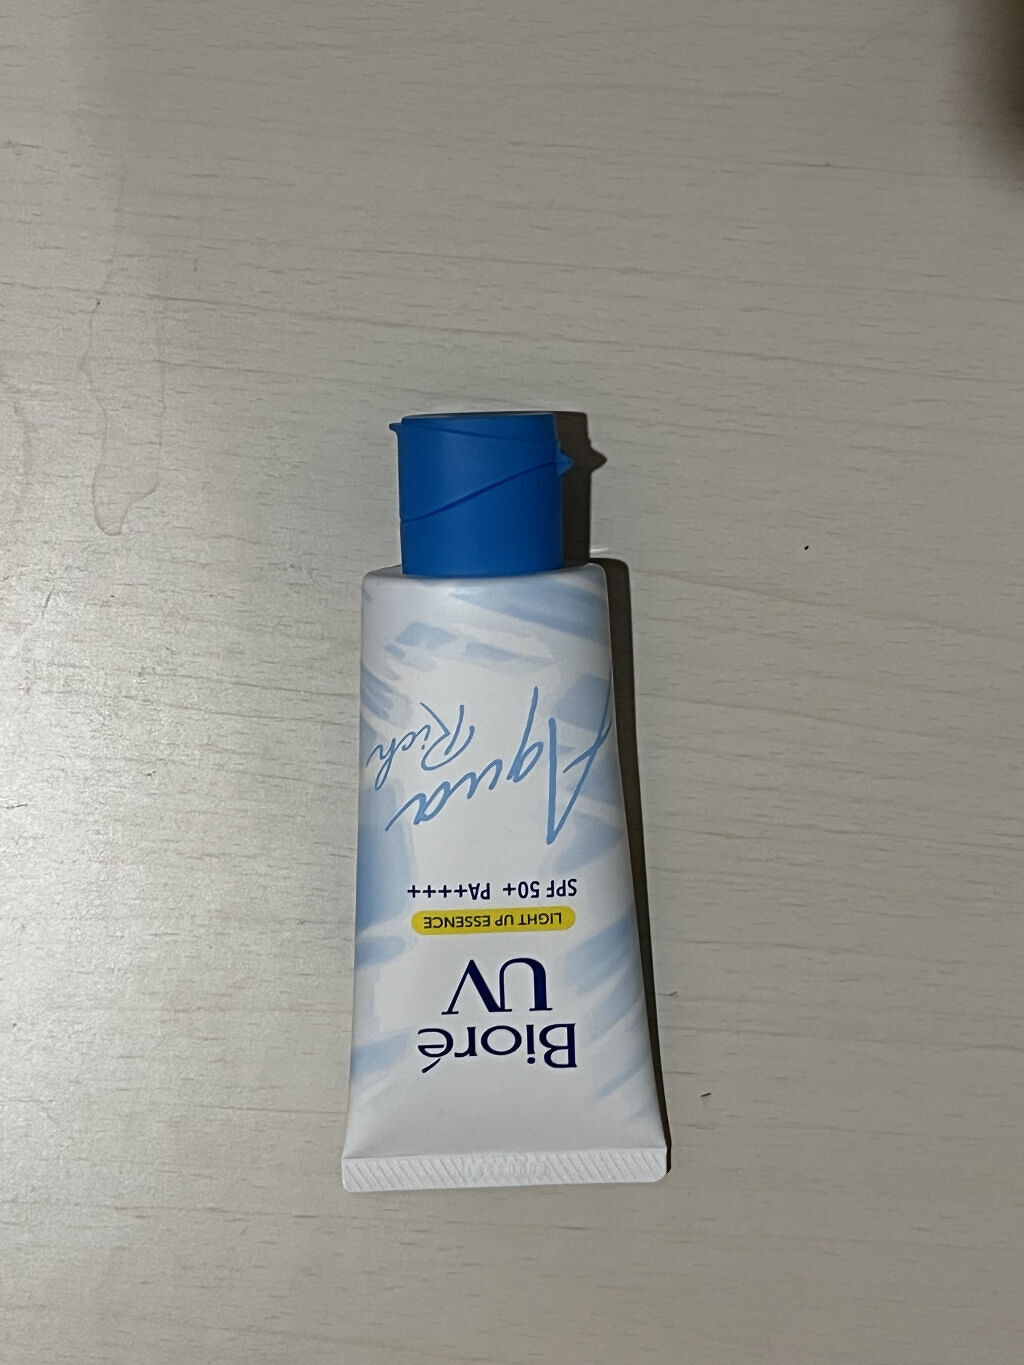 Bioré
UV
LIGHT UP ESSENCE
SPF 50+ PA++++
Aqua
Rich